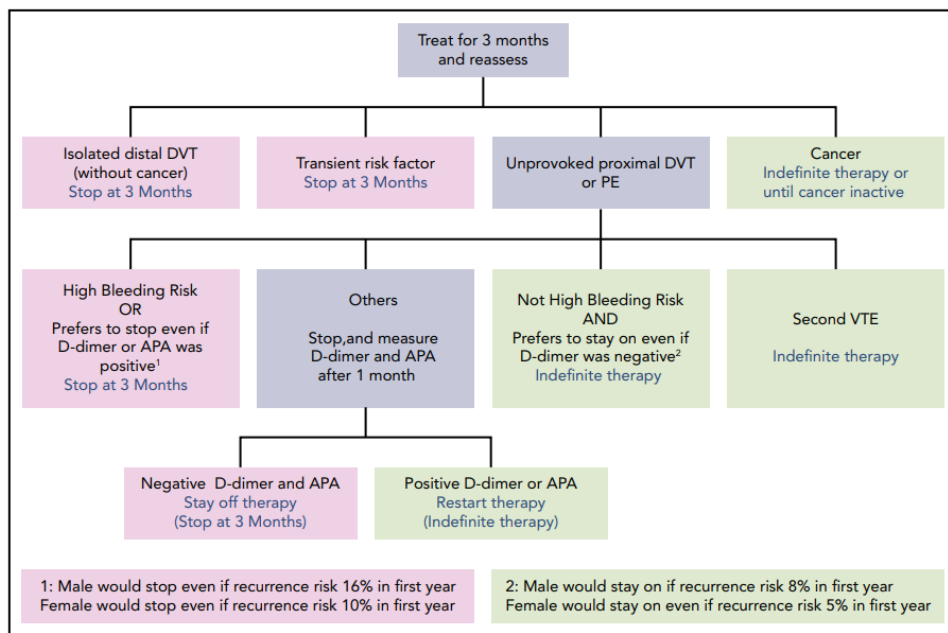 Treat for 3 months
and reassess
Isolated distal DVT
(without cancer)
Stop at 3 Months
Transient risk factor
Stop at 3 Months
Unprovoked proximal DVT
or PE
Cancer
Indefinite therapy or
until cancer inactive
High Bleeding Risk
OR
Prefers to stop even if
D-dimer or APA was
positive¹
Stop at 3 Months
Others
Stop,and measure
D-dimer and APA
after 1 month
Not High Bleeding Risk
AND
Prefers to stay on even if
D-dimer was negative²
Indefinite therapy
Second VTE
Indefinite therapy
Negative D-dimer and APA
Stay off therapy
(Stop at 3 Months)
Positive D-dimer or APA
Restart therapy
(Indefinite therapy)
1: Male would stop even if recurrence risk 16% in first year
Female would stop even if recurrence risk 10% in first year
2: Male would stay on if recurrence risk 8% in first year
Female would stay on even if recurrence risk 5% in first year